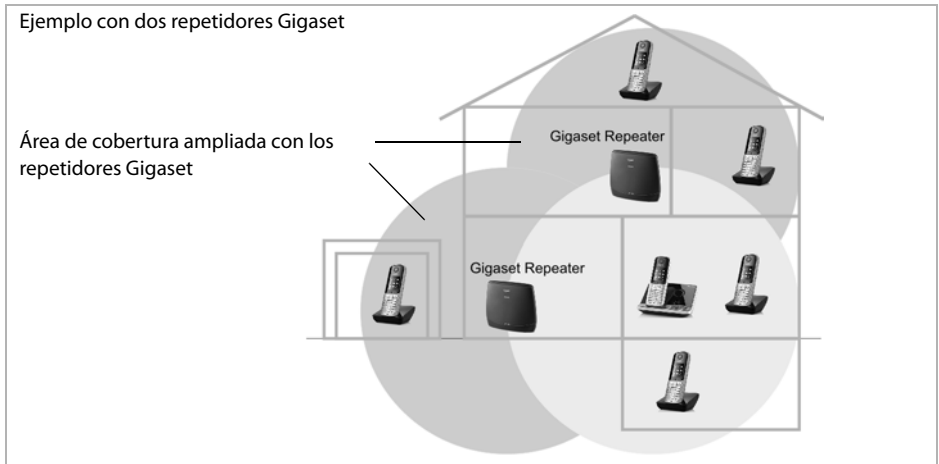 Ejemplo con dos repetidores Gigaset
Área de cobertura ampliada con los
repetidores Gigaset
Gigaset Repeater
Gigaset Repeater